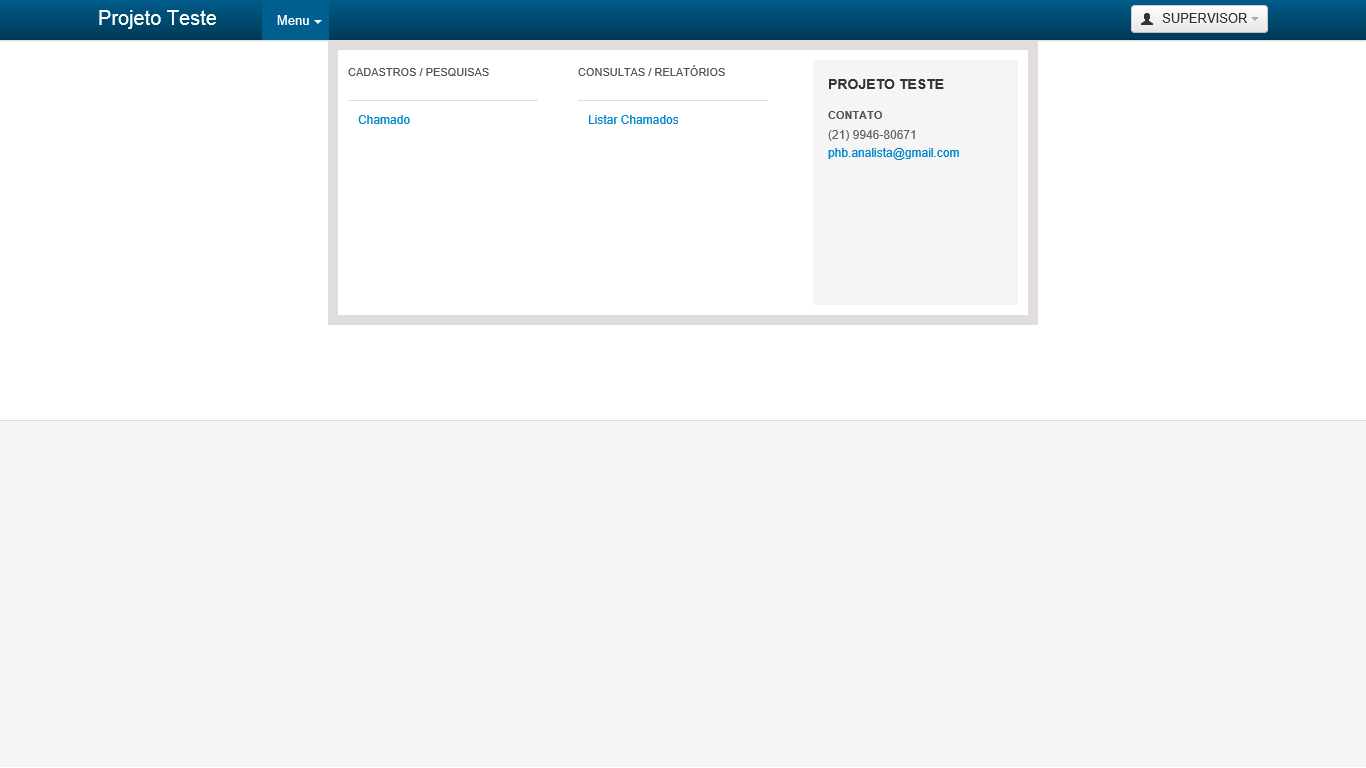 Projeto Teste
Menu
SUPERVISOR
CADASTROS / PESQUISAS
Chamado
CONSULTAS / RELATÓRIOS
Listar Chamados
PROJETO TESTE
CONTATO
(21) 9946-80671
phb.analista@gmail.com